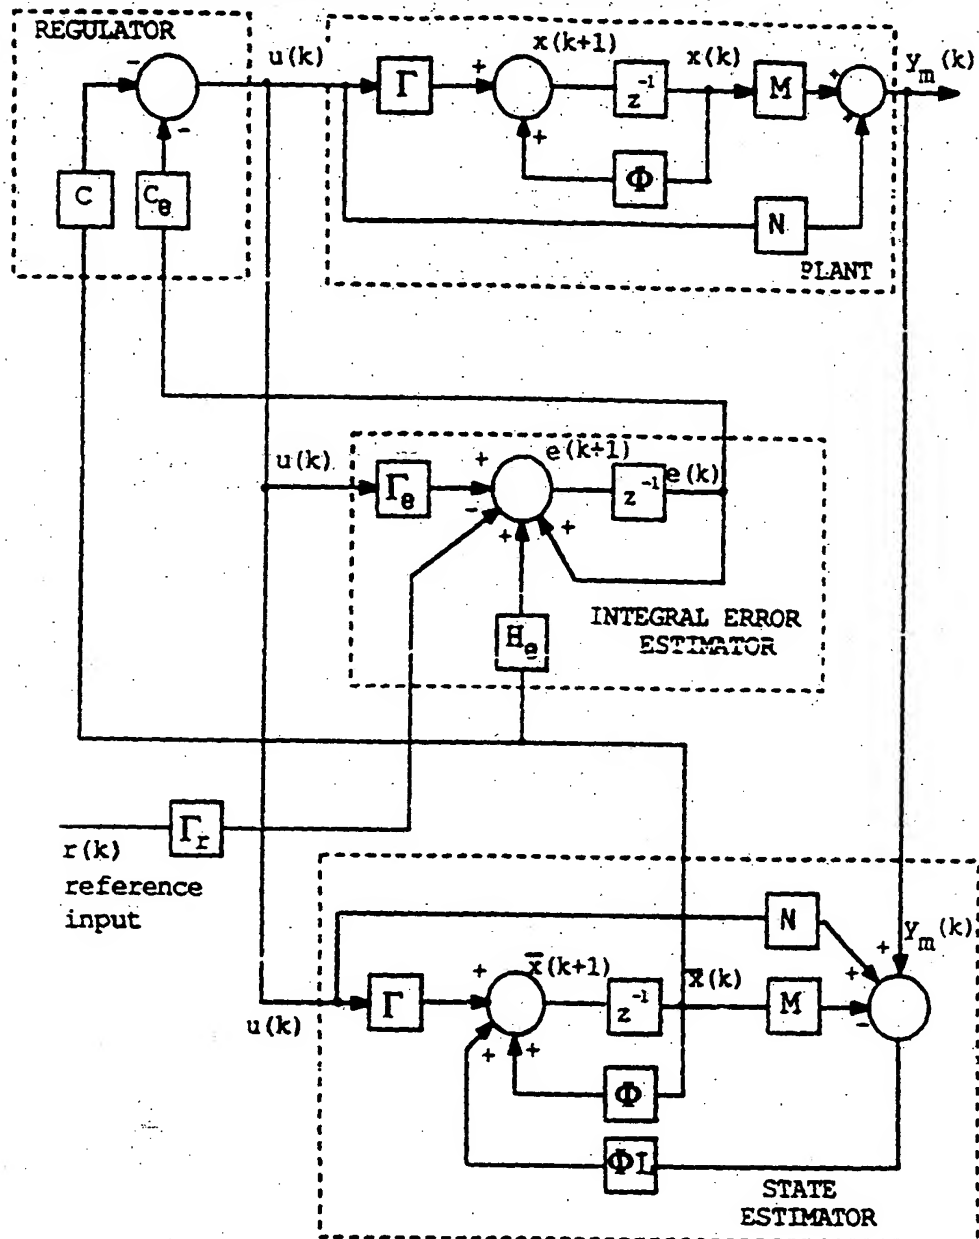 REGULATOR
u(k)
x(k+1)
x(k)
y_m(k)
-
-
Γ
+
+
z^-1
M
+
+
Φ
C
C_e
N
PLANT
u(k)
Γ_e
+
-
+
+
e(k+1)
z^-1
e(k)
H_e
INTEGRAL ERROR
ESTIMATOR
r(k)
reference
input
Γ_r
N
y_m(k)
+
+
-
u(k)
Γ
+
+
+
x̄(k+1)
z^-1
x̄(k)
M
Φ
ΦL
STATE
ESTIMATOR